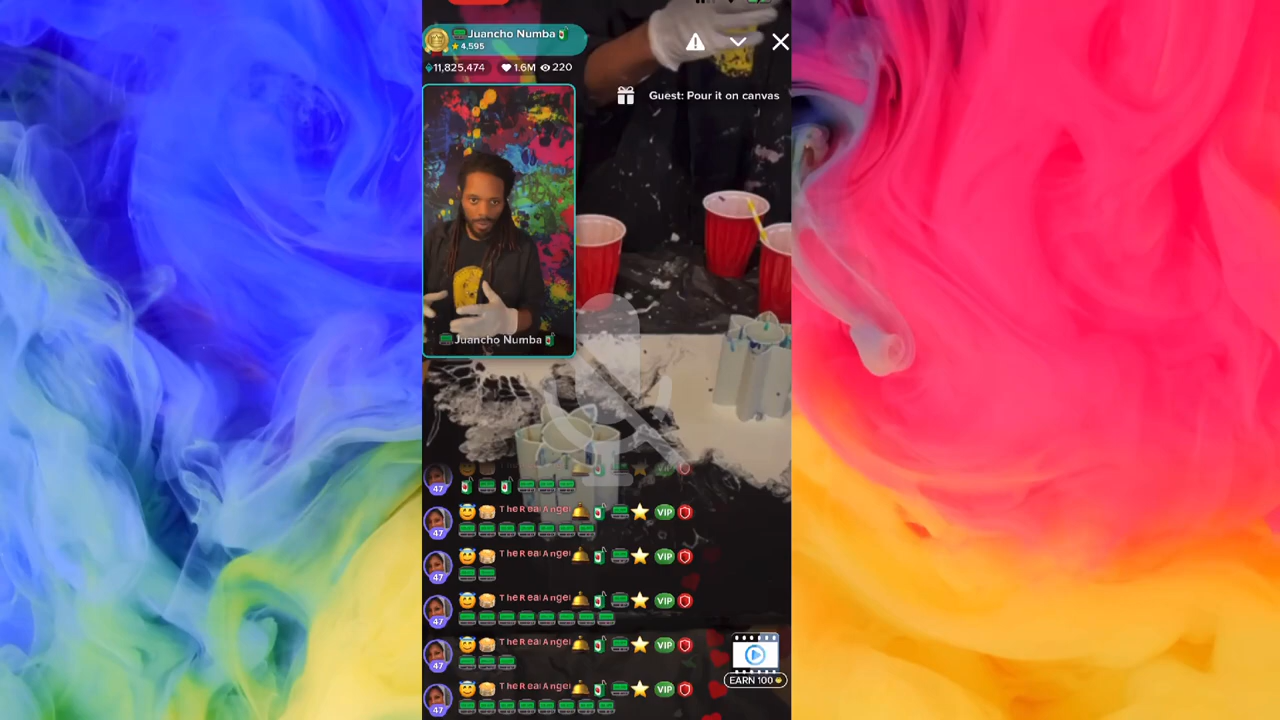 Juancho Numba
4,595
11,825,474 1.6M 220
Guest: Pour it on canvas
Juancho Numba
47
TheRealAngel VIP
47
TheRealAngel VIP
47
TheRealAngel VIP
47
TheRealAngel VIP
47
TheRealAngel VIP
47
EARN 100